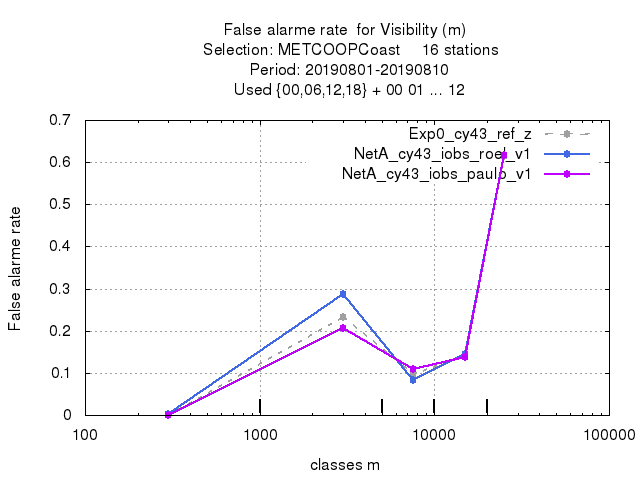 False alarme rate for Visibility (m)
Selection: METCOOPCoast 16 stations
Period: 20190801-20190810
Used {00,06,12,18} + 00 01 ... 12
Exp0_cy43_ref_z
NetA_cy43_iobs_roel_v1
NetA_cy43_iobs_paulp_v1
False alarme rate
0.7
0.6
0.5
0.4
0.3
0.2
0.1
0
100
1000
10000
100000
classes m